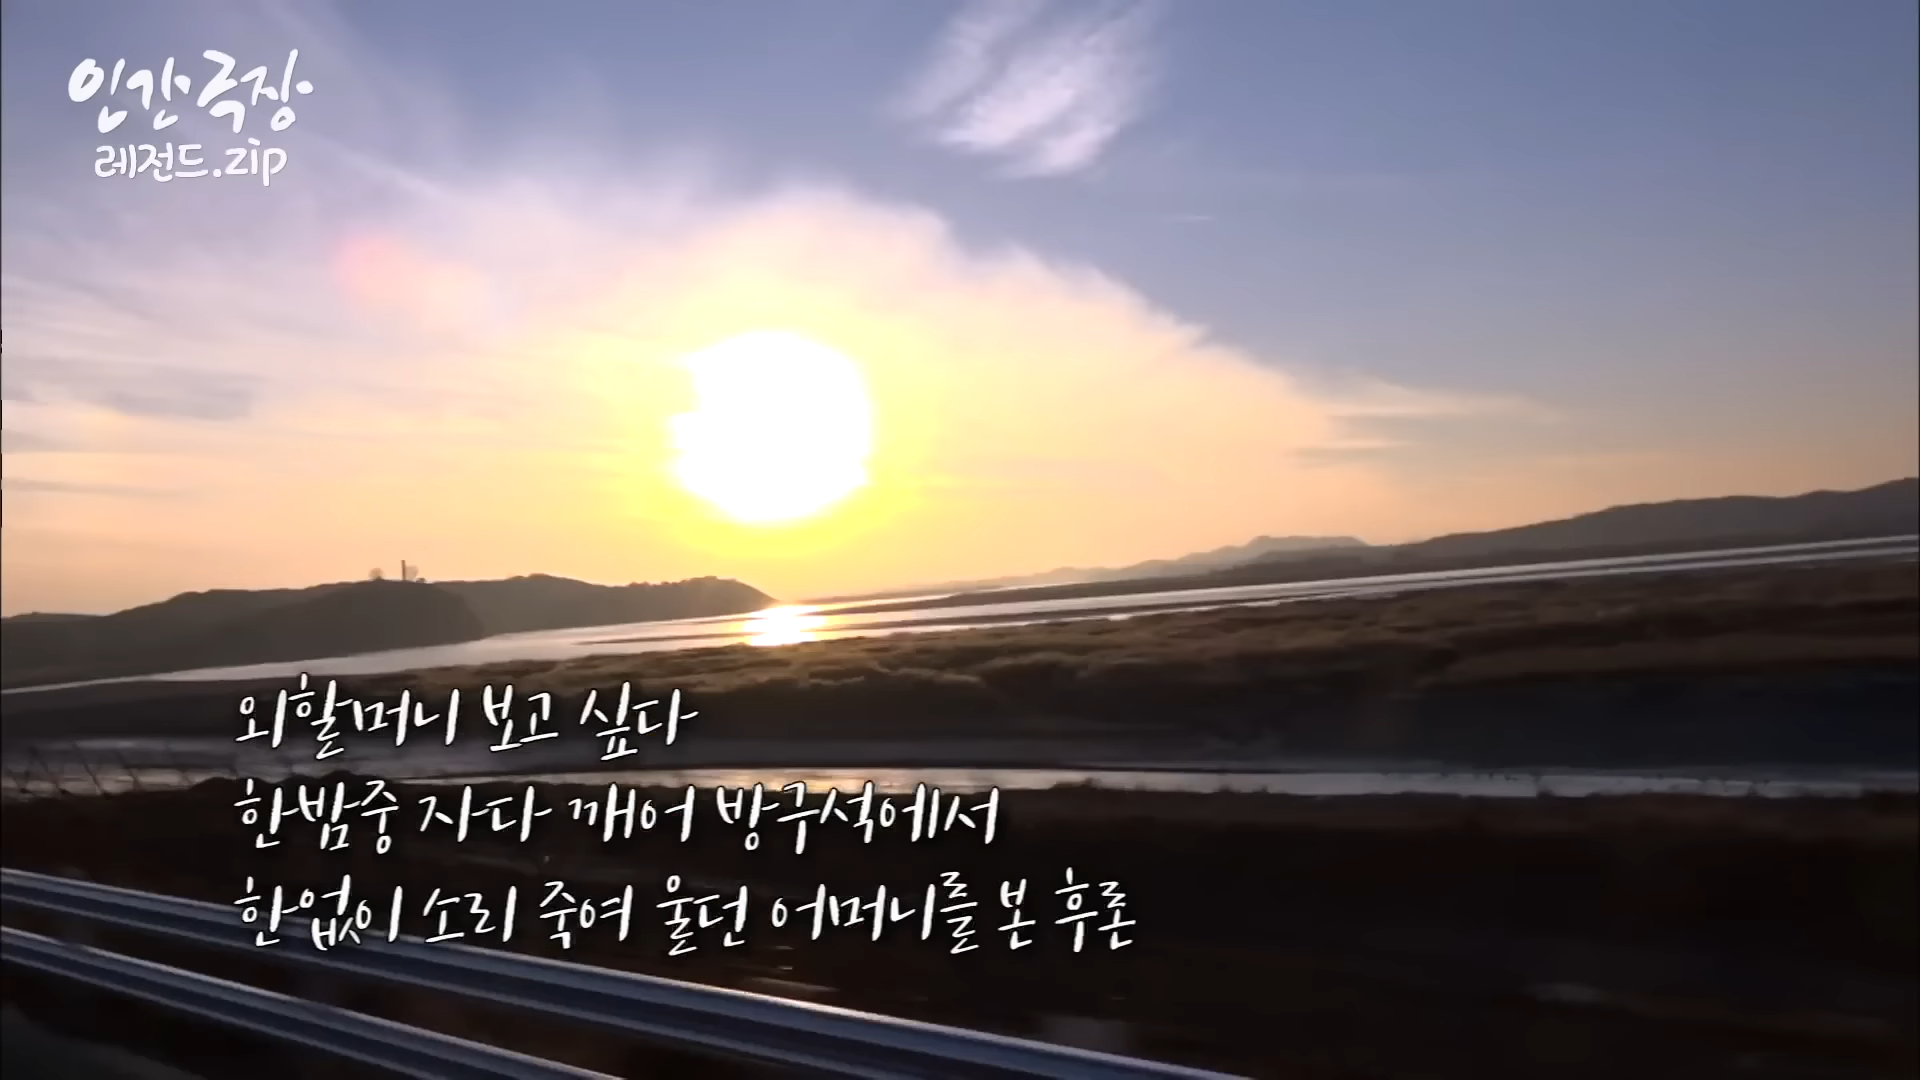 인간극장
레전드.zip
외할머니 보고 싶다
한밤중 자다 깨어 방구석에서
한없이 소리 죽여 울던 어머니를 본 후론